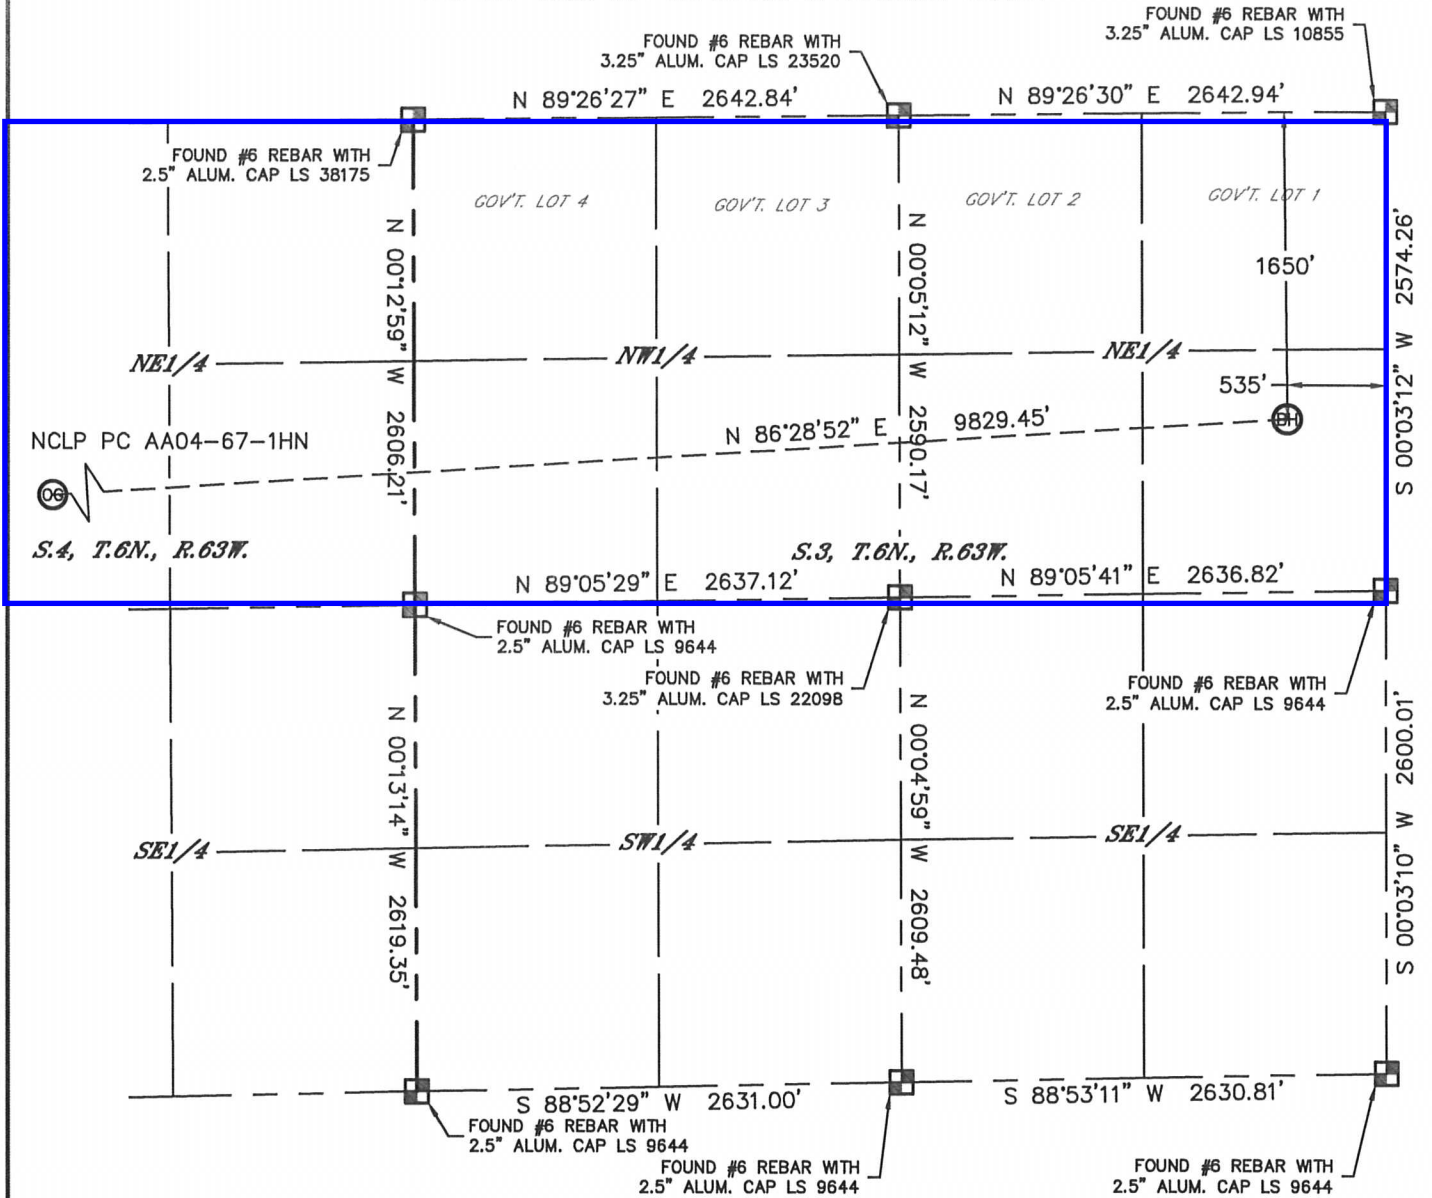 FOUND #6 REBAR WITH
3.25" ALUM. CAP LS 10855
FOUND #6 REBAR WITH
3.25" ALUM. CAP LS 23520
N 89°26'27" E 2642.84'
N 89°26'30" E 2642.94'
FOUND #6 REBAR WITH
2.5" ALUM. CAP LS 38175
GOV'T. LOT 4
GOV'T. LOT 3
GOV'T. LOT 2
GOV'T. LOT 1
N 00°12'59" W 2606.21'
N 00°05'12" W 2590.17'
S 00°03'12" W 2574.26'
1650'
NE1/4
NW1/4
NE1/4
535'
BH
NCLP PC AA04-67-1HN
N 86°28'52" E 9829.45'
06
S.4, T.6N., R.63W.
S.3, T.6N., R.63W.
N 89°05'29" E 2637.12'
N 89°05'41" E 2636.82'
FOUND #6 REBAR WITH
2.5" ALUM. CAP LS 9644
FOUND #6 REBAR WITH
3.25" ALUM. CAP LS 22098
FOUND #6 REBAR WITH
2.5" ALUM. CAP LS 9644
N 00°13'14" W 2619.35'
N 00°04'59" W 2609.48'
S 00°03'10" W 2600.01'
SE1/4
SW1/4
SE1/4
S 88°52'29" W 2631.00'
S 88°53'11" W 2630.81'
FOUND #6 REBAR WITH
2.5" ALUM. CAP LS 9644
FOUND #6 REBAR WITH
2.5" ALUM. CAP LS 9644
FOUND #6 REBAR WITH
2.5" ALUM. CAP LS 9644